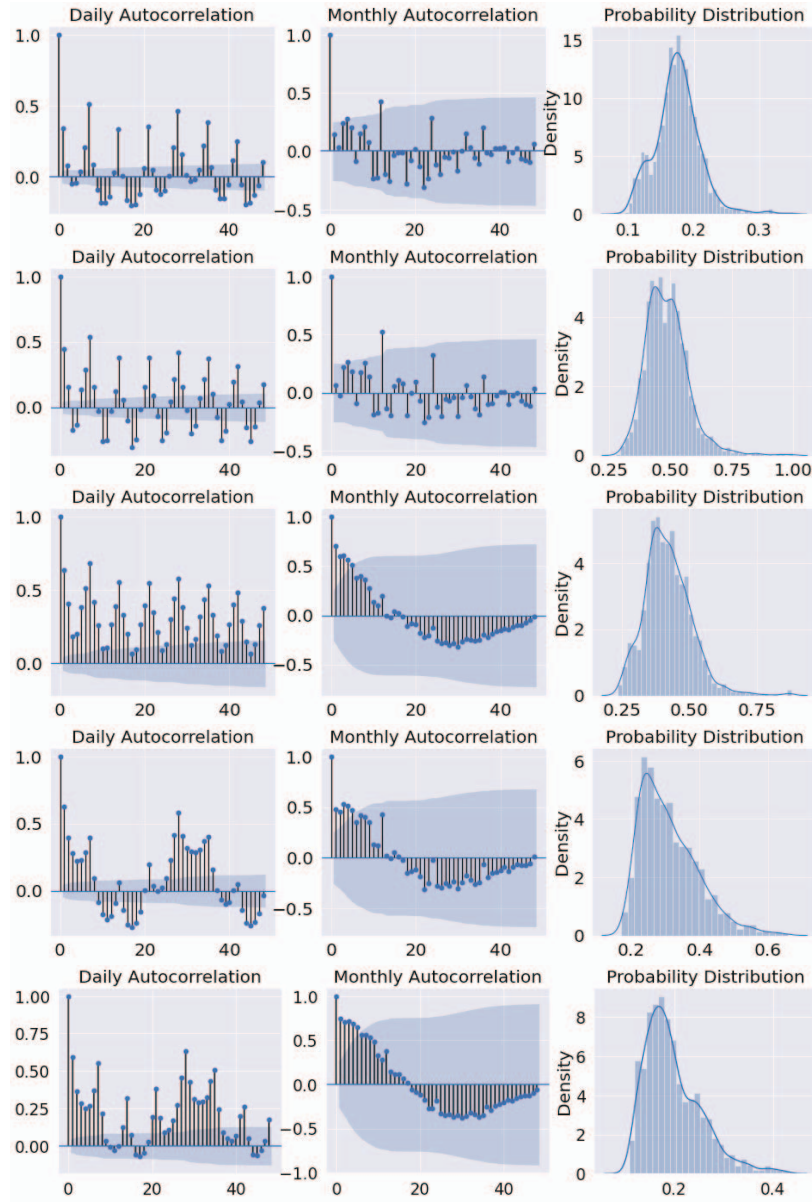 Daily Autocorrelation Monthly Autocorrelation Probability Distribution
1.0 1.0 15
0.5 0.5 10
Density
0.0 0.0 5
−0.5 0
0 20 40 0 20 40 0.1 0.2 0.3
Daily Autocorrelation Monthly Autocorrelation Probability Distribution
1.0 1.0
0.5 0.5 4
Density
0.0 0.0 2
−0.5 0
0 20 40 0 20 40 0.25 0.50 0.75 1.00
Daily Autocorrelation Monthly Autocorrelation Probability Distribution
1.0 1.0
0.5 0.5 4
Density
0.0 0.0 2
−0.5 0
0 20 40 0 20 40 0.25 0.50 0.75
Daily Autocorrelation Monthly Autocorrelation Probability Distribution
1.0 1.0 6
0.5 0.5 4
Density
0.0 0.0 2
−0.5 0
0 20 40 0 20 40 0.2 0.4 0.6
Daily Autocorrelation Monthly Autocorrelation Probability Distribution
1.00 1.0 8
0.75 0.5 6
Density
0.50 0.0 4
0.25 −0.5 2
0.00 −1.0 0
0 20 40 0 20 40 0.2 0.4